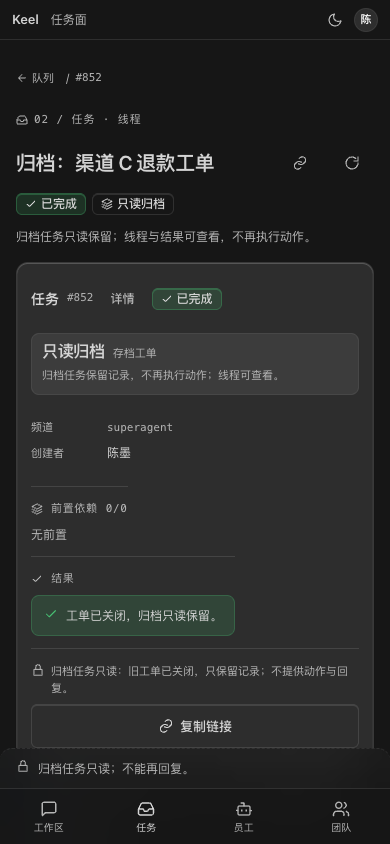 Keel 任务面 陈
← 队列 / #852
02 / 任务 · 线程
归档：渠道 C 退款工单
已完成 只读归档
归档任务只读保留；线程与结果可查看，不再执行动作。
任务 #852 详情 已完成
只读归档 存档工单
归档任务保留记录，不再执行动作；线程可查看。
频道 superagent
创建者 陈墨
前置依赖 0/0
无前置
结果
工单已关闭，归档只读保留。
归档任务只读：旧工单已关闭，只保留记录；不提供动作与回
复。
复制链接
归档任务只读；不能再回复。
工作区 任务 员工 团队